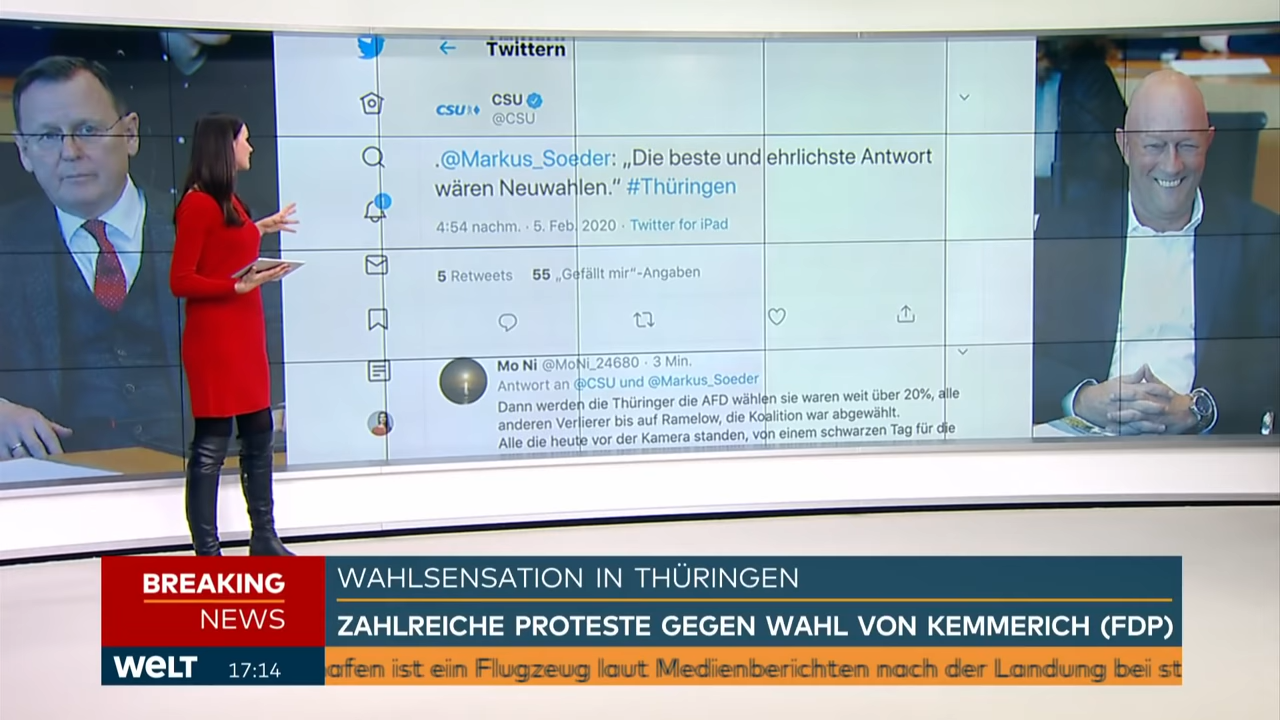 Twittern
CSU
CSU
@CSU
.@Markus_Soeder: „Die beste und ehrlichste Antwort
wären Neuwahlen.“ #Thüringen
4:54 nachm. · 5. Feb. 2020 · Twitter for iPad
5 Retweets 55 „Gefällt mir“-Angaben
1
Mo Ni @MoNi_24680 · 3 Min.
Antwort an @CSU und @Markus_Soeder
Dann werden die Thüringer die AFD wählen sie waren weit über 20%, alle
anderen Verlierer bis auf Ramelow, die Koalition war abgewählt.
Alle die heute vor der Kamera standen, von einem schwarzen Tag für die
BREAKING
NEWS
WAHLSENSATION IN THÜRINGEN
ZAHLREICHE PROTESTE GEGEN WAHL VON KEMMERICH (FDP)
welt 17:14
afen ist ein Flugzeug laut Medienberichten nach der Landung bei st